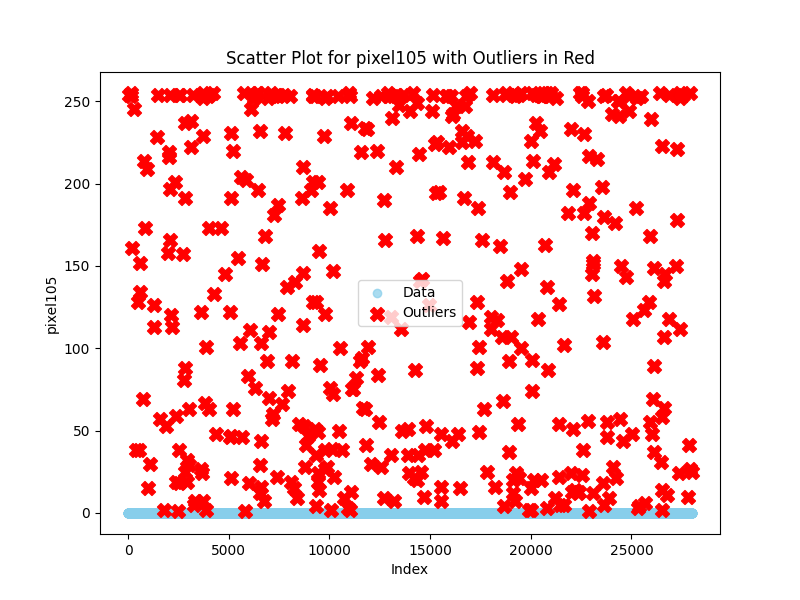 Scatter Plot for pixel105 with Outliers in Red
250
200
150
100
50
0
pixel105
Data
Outliers
0 5000 10000 15000 20000 25000
Index